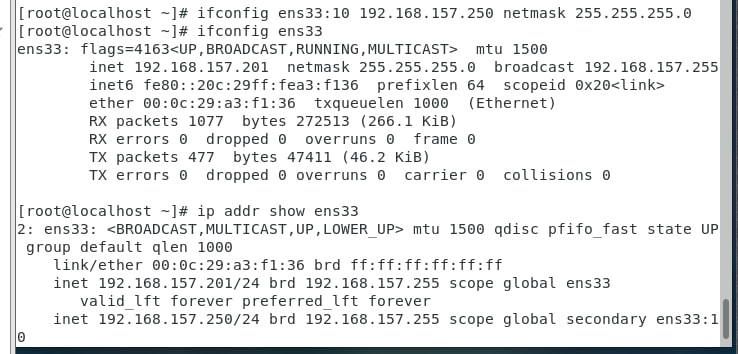 [root@localhost ~]# ifconfig ens33:10 192.168.157.250 netmask 255.255.255.0
[root@localhost ~]# ifconfig ens33
ens33: flags=4163<UP,BROADCAST,RUNNING,MULTICAST>  mtu 1500
        inet 192.168.157.201  netmask 255.255.255.0  broadcast 192.168.157.255
        inet6 fe80::20c:29ff:fea3:f136  prefixlen 64  scopeid 0x20<link>
        ether 00:0c:29:a3:f1:36  txqueuelen 1000  (Ethernet)
        RX packets 1077  bytes 272513 (266.1 KiB)
        RX errors 0  dropped 0  overruns 0  frame 0
        TX packets 477  bytes 47411 (46.2 KiB)
        TX errors 0  dropped 0 overruns 0  carrier 0  collisions 0
[root@localhost ~]# ip addr show ens33
2: ens33: <BROADCAST,MULTICAST,UP,LOWER_UP> mtu 1500 qdisc pfifo_fast state UP
 group default qlen 1000
    link/ether 00:0c:29:a3:f1:36 brd ff:ff:ff:ff:ff:ff
    inet 192.168.157.201/24 brd 192.168.157.255 scope global ens33
       valid_lft forever preferred_lft forever
    inet 192.168.157.250/24 brd 192.168.157.255 scope global secondary ens33:1
0